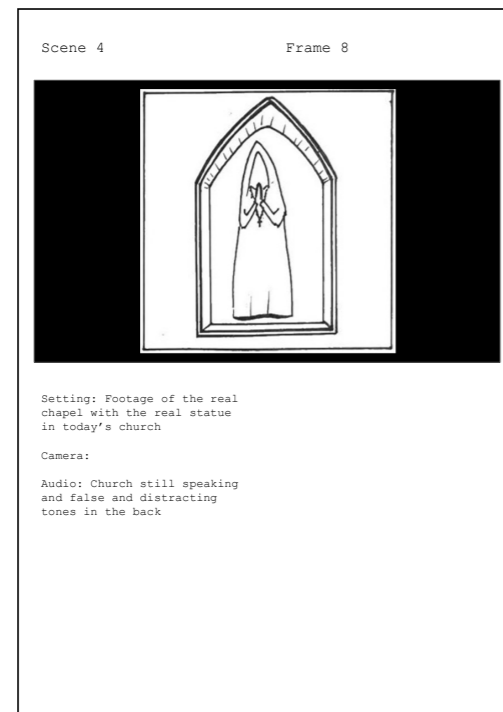 Scene 4
Frame 8
Setting: Footage of the real
chapel with the real statue
in today's church
Camera:
Audio: Church still speaking
and false and distracting
tones in the back